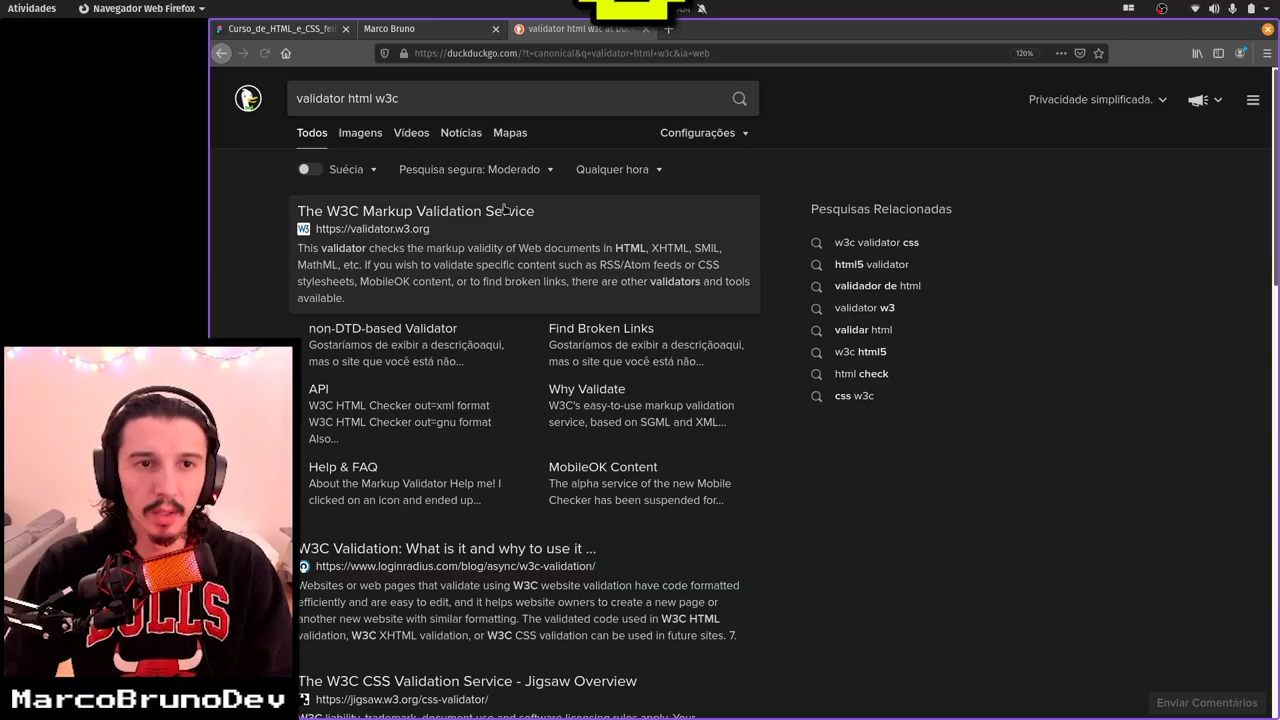 Atividades
Navegador Web Firefox
Curso_de_HTML_e_CSS_fel
Marco Bruno
validator html w3c at Duc
https://duckduckgo.com/?t=canonical&q=validator+html+w3c&ia=web
120%
validator html w3c
Privacidade simplificada.
Todos
Imagens
Vídeos
Notícias
Mapas
Configurações
Suécia
Pesquisa segura: Moderado
Qualquer hora
The W3C Markup Validation Service
https://validator.w3.org
This validator checks the markup validity of Web documents in HTML, XHTML, SMIL,
MathML, etc. If you wish to validate specific content such as RSS/Atom feeds or CSS
stylesheets, MobileOK content, or to find broken links, there are other validators and tools
available.
non-DTD-based Validator
Gostaríamos de exibir a descriçãoaqui,
mas o site que você está não...
Find Broken Links
Gostaríamos de exibir a descriçãoaqui,
mas o site que você está não...
API
W3C HTML Checker out=xml format
W3C HTML Checker out=gnu format
Also...
Why Validate
W3C's easy-to-use markup validation
service, based on SGML and XML...
Help & FAQ
About the Markup Validator Help me! I
clicked on an icon and ended up...
MobileOK Content
The alpha service of the new Mobile
Checker has been suspended for...
W3C Validation: What is it and why to use it ...
https://www.loginradius.com/blog/async/w3c-validation/
Websites or web pages that validate using W3C website validation have code formatted
efficiently and are easy to edit, and it helps website owners to create a new page or
another new website with similar formatting. The validated code used in W3C HTML
validation, W3C XHTML validation, or W3C CSS validation can be used in future sites. 7.
The W3C CSS Validation Service - Jigsaw Overview
https://jigsaw.w3.org/css-validator/
W3C liability, trademark, document use and software licensing rules apply. Your
Pesquisas Relacionadas
w3c validator css
html5 validator
validador de html
validator w3
validar html
w3c html5
html check
css w3c
Enviar Comentários
BULLS
MarcoBrunoDev